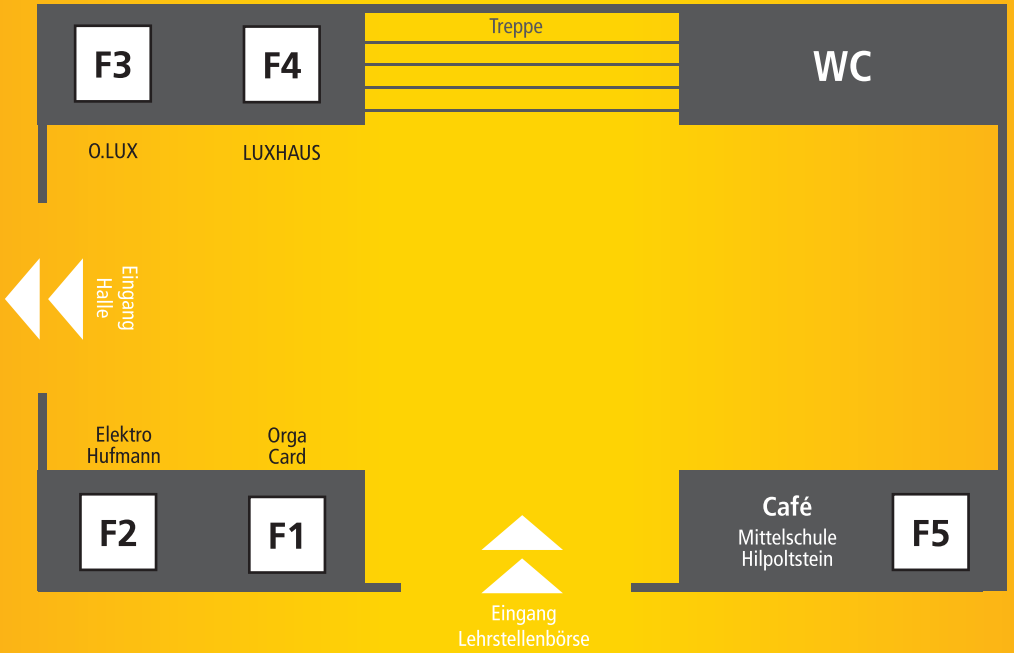 Treppe
F3
F4
WC
O.LUX
LUXHAUS
Eingang
Halle
Elektro
Hufmann
Orga
Card
F2
F1
Café
Mittelschule
Hilpoltstein
F5
Eingang
Lehrstellenbörse